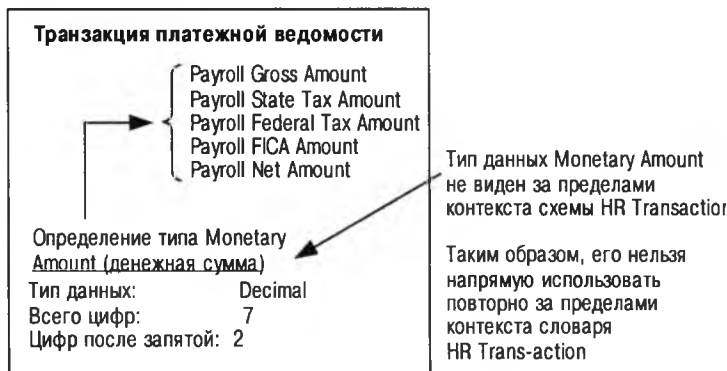 Транзакция платежной ведомости
Payroll Gross Amount
Payroll State Tax Amount
Payroll Federal Tax Amount
Payroll FICA Amount
Payroll Net Amount
Определение типа Monetary
Amount (денежная сумма)
Тип данных: Decimal
Всего цифр: 7
Цифр после запятой: 2
Тип данных Monetary Amount
не виден за пределами
контекста схемы HR Transaction
Таким образом, его нельзя
напрямую использовать
повторно за пределами
контекста словаря
HR Trans-action